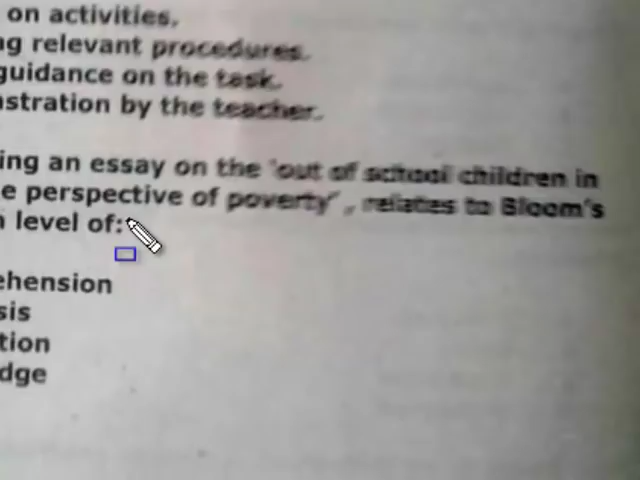 on activities.
ng relevant procedures.
guidance on the task.
nstration by the teacher.
ing an essay on the 'out of school children in
e perspective of poverty' , relates to Bloom's
n level of:
ehension
sis
tion
dge